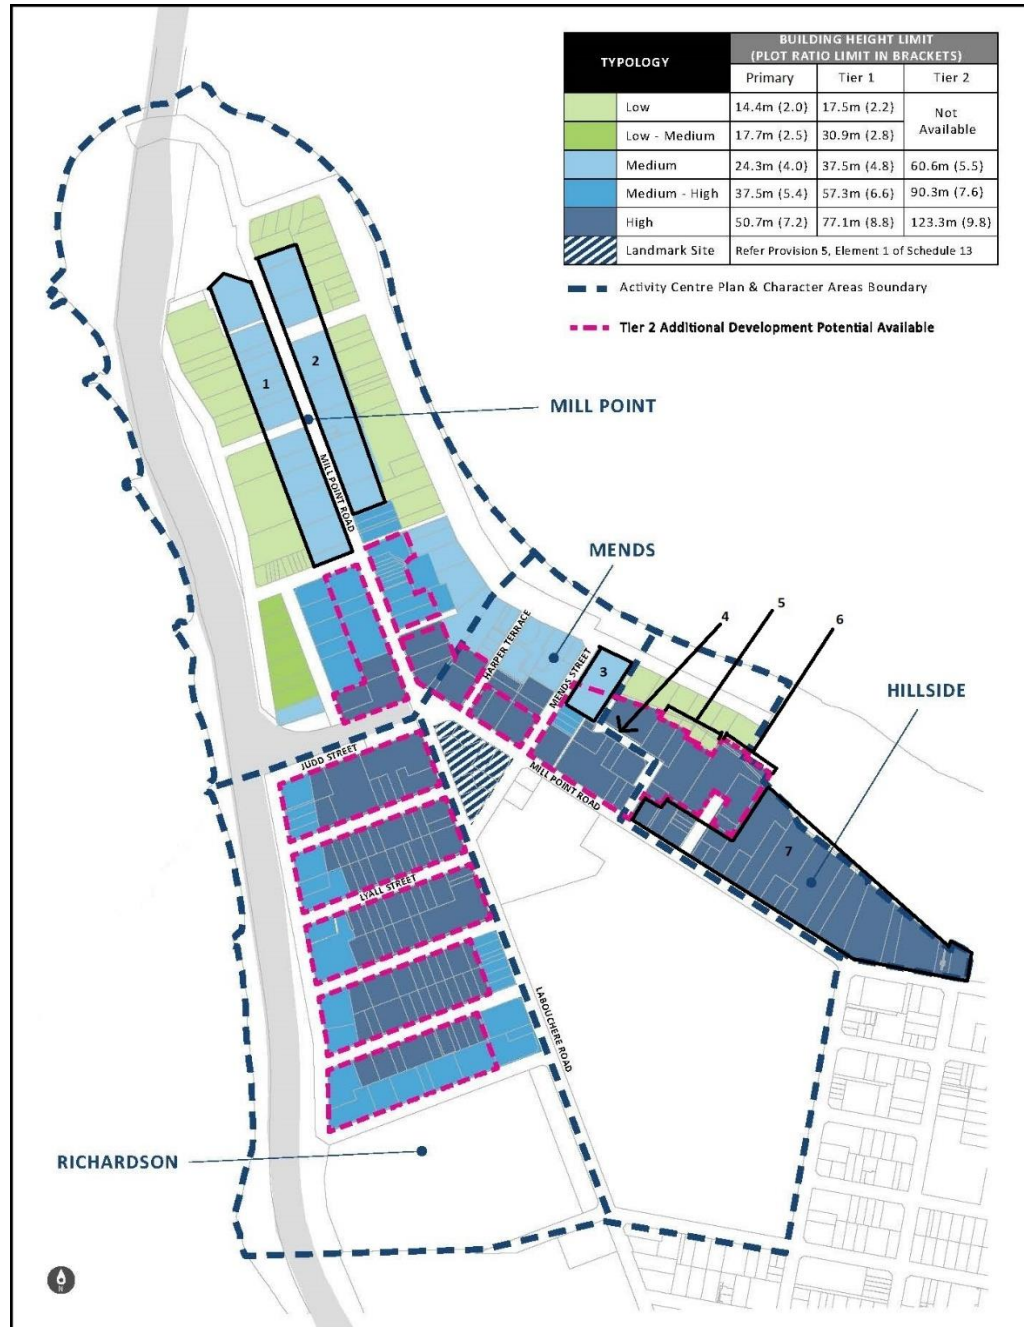 TYPOLOGY
BUILDING HEIGHT LIMIT
(PLOT RATIO LIMIT IN BRACKETS)
Primary Tier 1 Tier 2
Low 14.4m (2.0) 17.5m (2.2) Not Available
Low - Medium 17.7m (2.5) 30.9m (2.8)
Medium 24.3m (4.0) 37.5m (4.8) 60.6m (5.5)
Medium - High 37.5m (5.4) 57.3m (6.6) 90.3m (7.6)
High 50.7m (7.2) 77.1m (8.8) 123.3m (9.8)
Landmark Site Refer Provision 5, Element 1 of Schedule 13
Activity Centre Plan & Character Areas Boundary
Tier 2 Additional Development Potential Available
1
2
MILL POINT
MILL POINT ROAD
MENDS
HARPER TERRACE
MENDS STREET
3
4
5
6
HILLSIDE
JUDD STREET
MILL POINT ROAD
7
LYALL STREET
LABOUCHERE ROAD
RICHARDSON
N